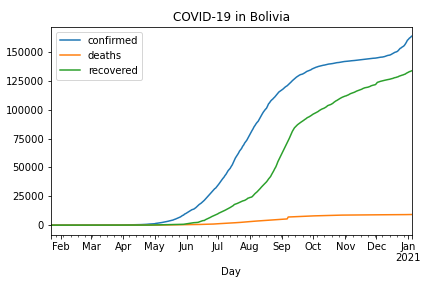 COVID-19 in Bolivia
confirmed
deaths
recovered
150000
125000
100000
75000
50000
25000
0
Feb Mar Apr May Jun Jul Aug Sep Oct Nov Dec Jan
2021
Day